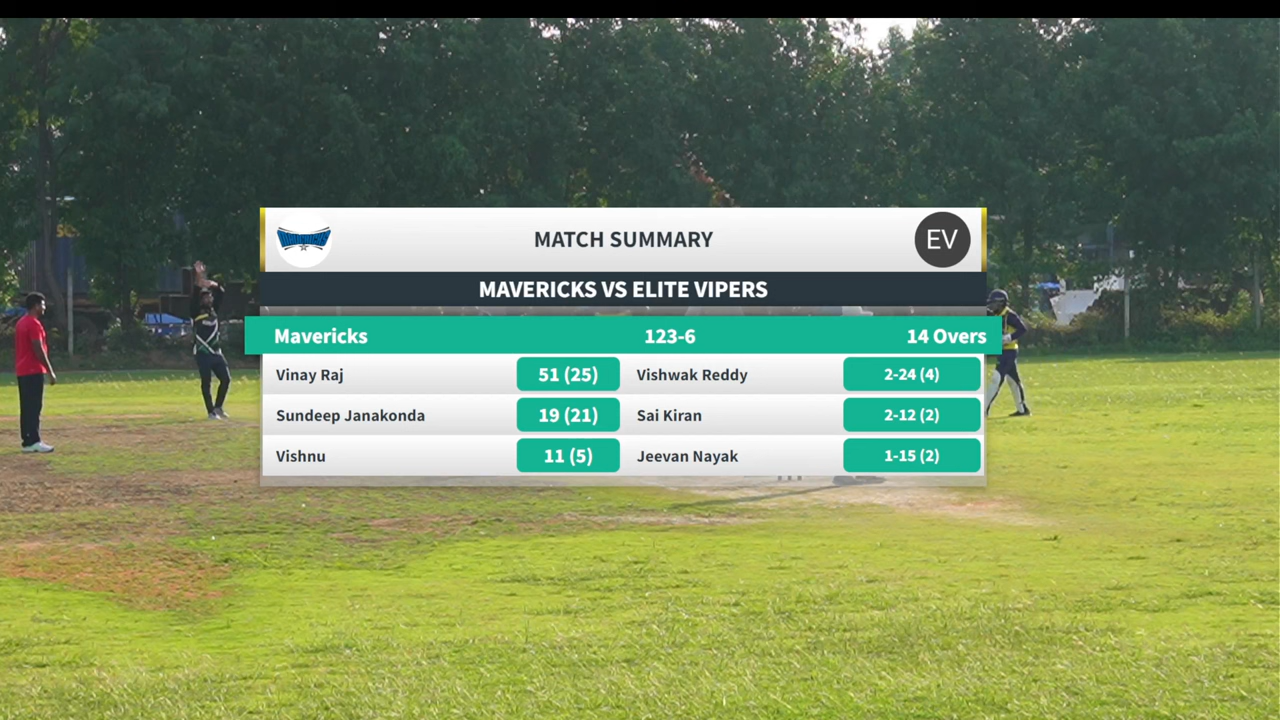 MAVERICKS
MATCH SUMMARY
EV
MAVERICKS VS ELITE VIPERS
Mavericks 123-6 14 Overs
Vinay Raj 51 (25) Vishwak Reddy 2-24 (4)
Sundeep Janakonda 19 (21) Sai Kiran 2-12 (2)
Vishnu 11 (5) Jeevan Nayak 1-15 (2)